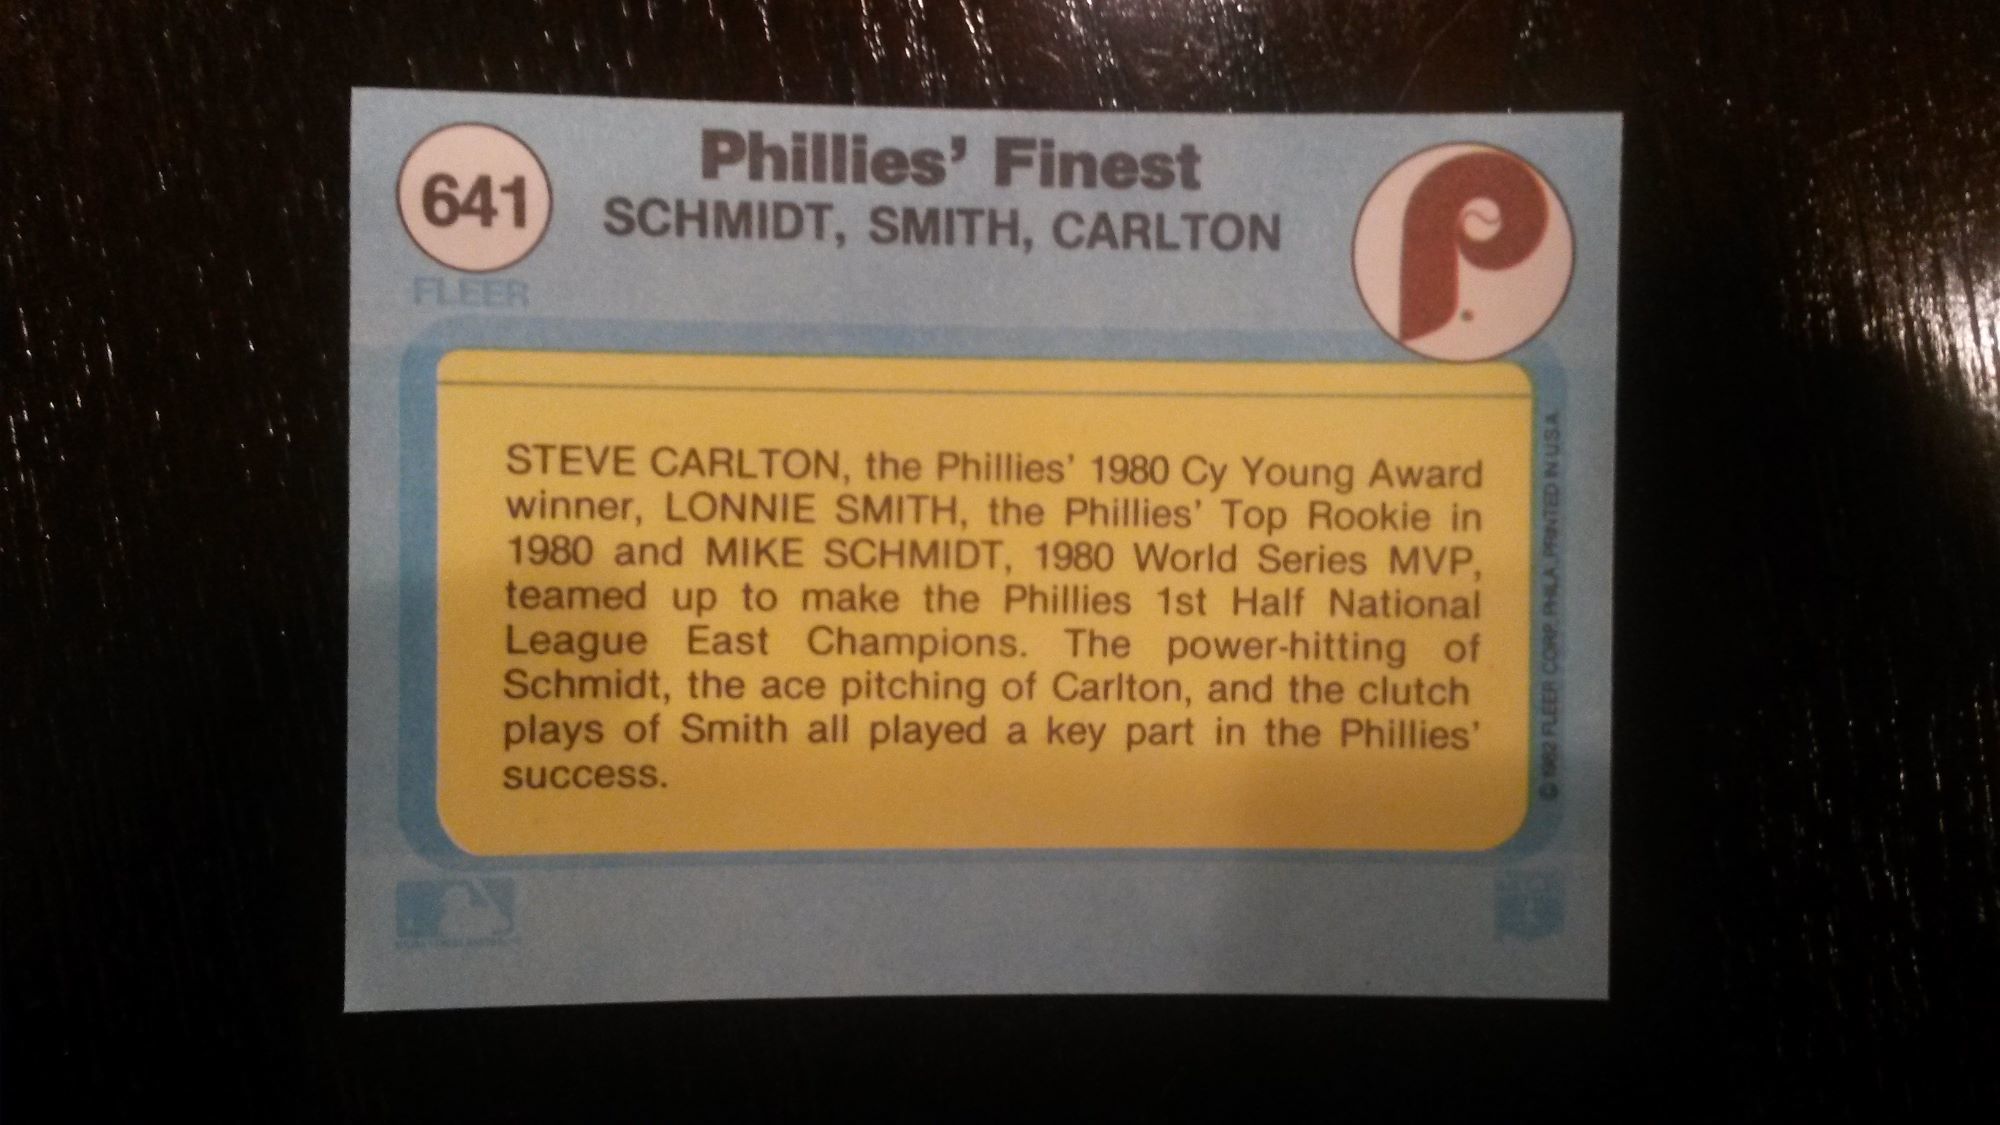 641
Phillies' Finest
SCHMIDT, SMITH, CARLTON
FLEER
P
STEVE CARLTON, the Phillies' 1980 Cy Young Award
winner, LONNIE SMITH, the Phillies' Top Rookie in
1980 and MIKE SCHMIDT, 1980 World Series MVP,
teamed up to make the Phillies 1st Half National
League East Champions. The power-hitting of
Schmidt, the ace pitching of Carlton, and the clutch
plays of Smith all played a key part in the Phillies'
success.
© 1982 FLEER CORP. PHILA. PRINTED IN U.S.A.